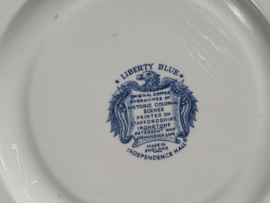 LIBERTY BLUE
ORIGINAL COPPER
ENGRAVINGS OF
HISTORIC COLONIAL
SCENES
PRINTED ON
STAFFORDSHIRE
IRONSTONE
DETERGENT AND
DISHWASHER SAFE
MADE IN
ENGLAND
INDEPENDENCE HALL